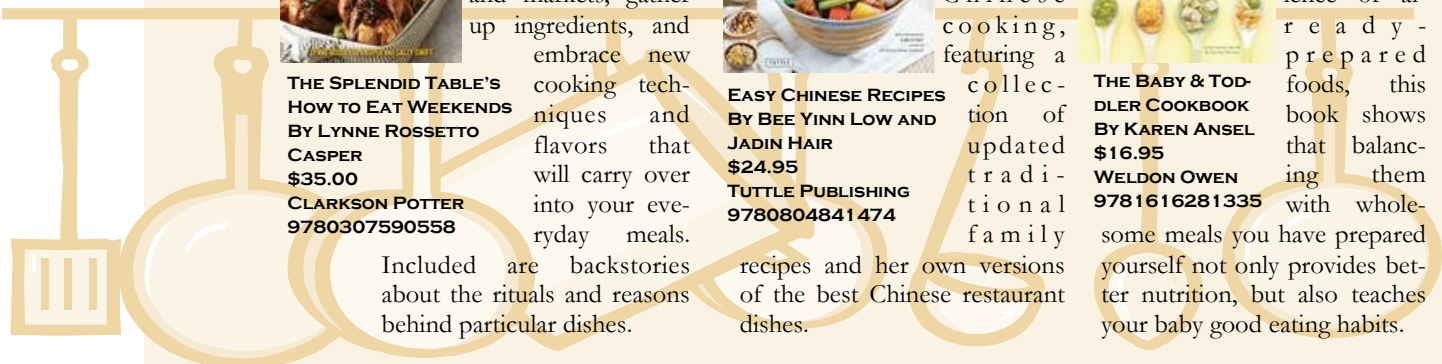 up ingredients, and
embrace new
THE SPLENDID TABLE'S
cooking tech-
HOW TO EAT WEEKENDS
niques and
BY LYNNE ROSSETTO
flavors that
CASPER
will carry over
$35.00
into your eve-
CLARKSON POTTER
ryday meals.
9780307590558
Included are backstories
about the rituals and reasons
behind particular dishes.
cooking,
featuring a
TUTTLE
collec-
EASY CHINESE RECIPES
tion of
BY BEE YINN LOW AND
updated
JADIN HAIR
tradi-
$24.95
tional
TUTTLE PUBLISHING
family
9780804841474
recipes and her own versions
of the best Chinese restaurant
dishes.
ready-
prepared
THE BABY & TOD-
foods, this
DLER COOKBOOK
book shows
BY KAREN ANSEL
that balanc-
$16.95
ing them
WELDON OWEN
with whole-
9781616281335
some meals you have prepared
yourself not only provides bet-
ter nutrition, but also teaches
your baby good eating habits.